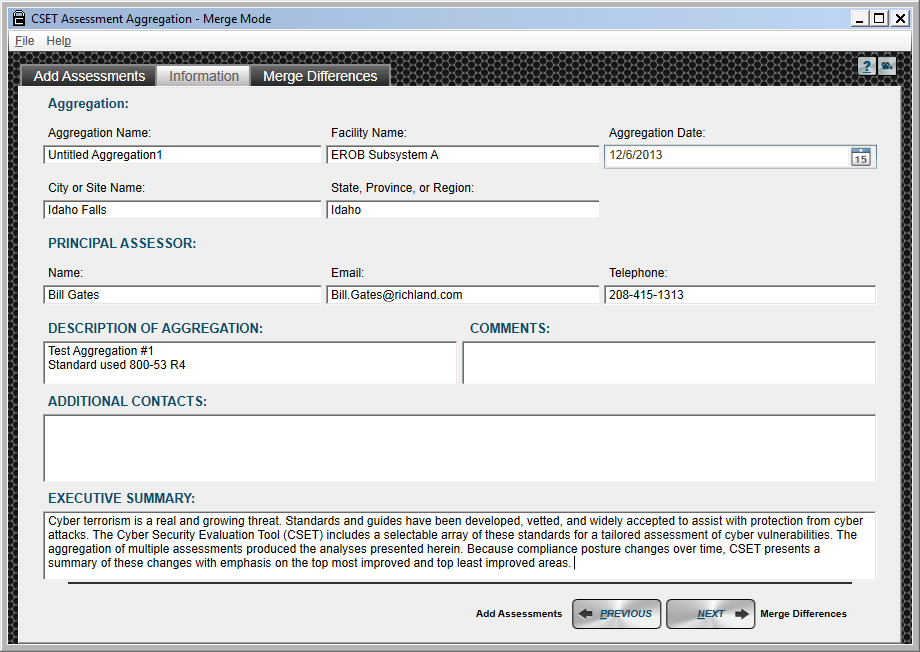 CSET Assessment Aggregation - Merge Mode
File Help
Add Assessments Information Merge Differences ?
Aggregation:
Aggregation Name: Facility Name: Aggregation Date:
Untitled Aggregation1 EROB Subsystem A 12/6/2013 15
City or Site Name: State, Province, or Region:
Idaho Falls Idaho
PRINCIPAL ASSESSOR:
Name: Email: Telephone:
Bill Gates Bill.Gates@richland.com 208-415-1313
DESCRIPTION OF AGGREGATION: COMMENTS:
Test Aggregation #1
Standard used 800-53 R4
ADDITIONAL CONTACTS:
EXECUTIVE SUMMARY:
Cyber terrorism is a real and growing threat. Standards and guides have been developed, vetted, and widely accepted to assist with protection from cyber
attacks. The Cyber Security Evaluation Tool (CSET) includes a selectable array of these standards for a tailored assessment of cyber vulnerabilities. The
aggregation of multiple assessments produced the analyses presented herein. Because compliance posture changes over time, CSET presents a
summary of these changes with emphasis on the top most improved and top least improved areas.
Add Assessments PREVIOUS NEXT Merge Differences